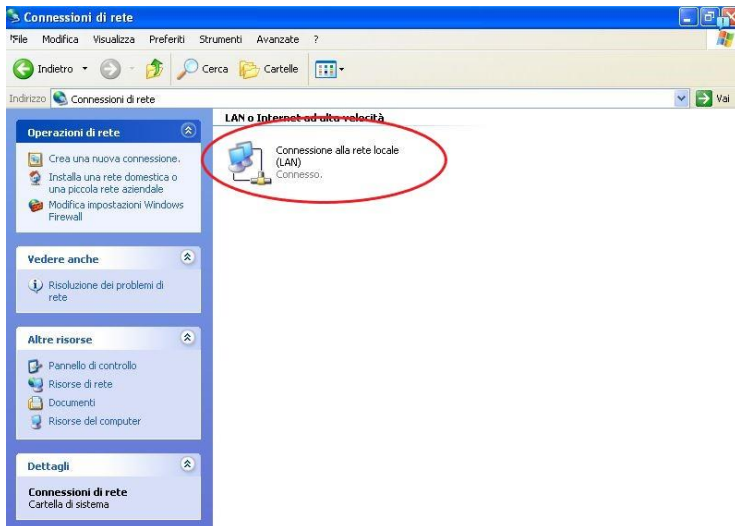 Connessioni di rete
File Modifica Visualizza Preferiti Strumenti Avanzate ?
Indietro Cerca Cartelle
Indirizzo Connessioni di rete Vai
LAN o Internet ad alta velocità
Operazioni di rete
Crea una nuova connessione.
Installa una rete domestica o
una piccola rete aziendale
Modifica impostazioni Windows
Firewall
Connessione alla rete locale
(LAN)
Connesso.
Vedere anche
Risoluzione dei problemi di
rete
Altre risorse
Pannello di controllo
Risorse di rete
Documenti
Risorse del computer
Dettagli
Connessioni di rete
Cartella di sistema